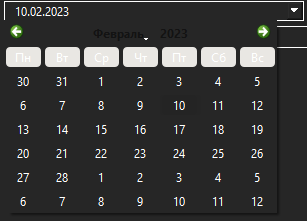 10.02.2023
Февраль 2023
Пн Вт Ср Чт Пт Сб Вс
30 31 1 2 3 4 5
6 7 8 9 10 11 12
13 14 15 16 17 18 19
20 21 22 23 24 25 26
27 28 1 2 3 4 5
6 7 8 9 10 11 12